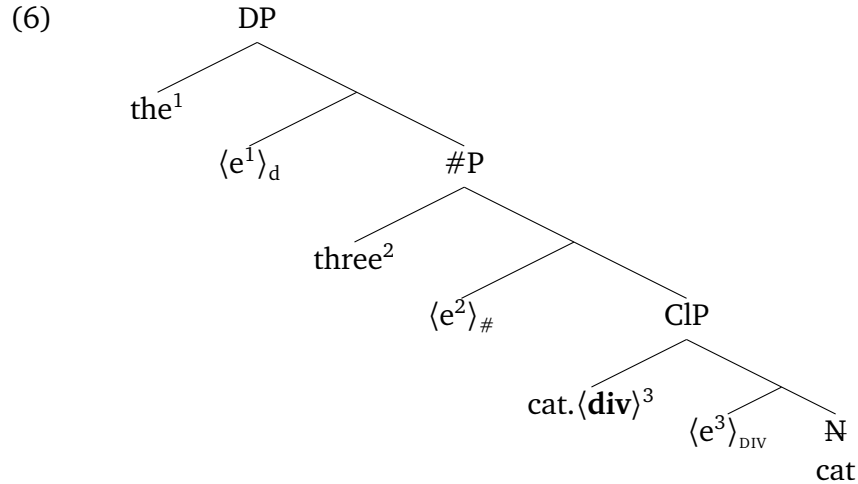 (6)
DP
the¹
⟨e¹⟩d
#P
three²
⟨e²⟩#
ClP
cat.⟨div⟩³
⟨e³⟩DIV
N
cat